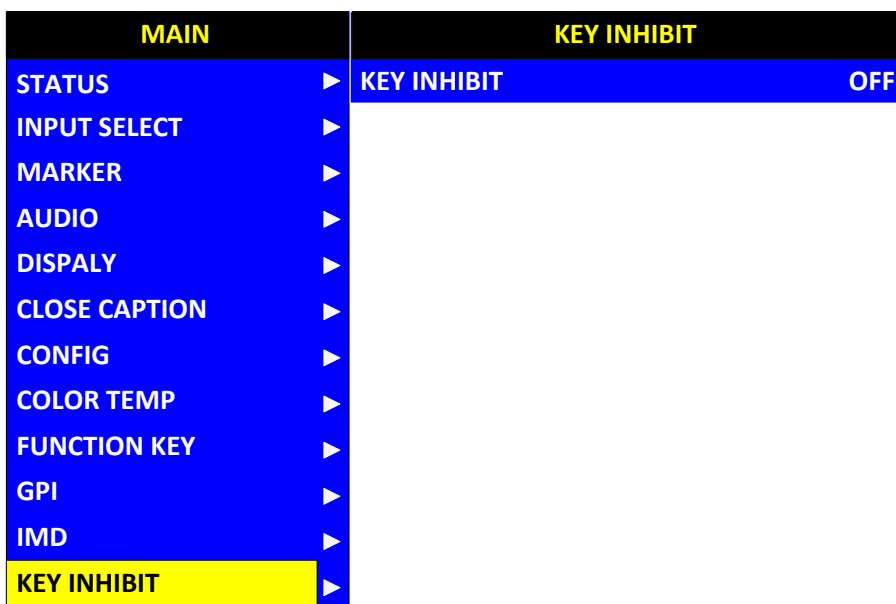 MAIN
STATUS
INPUT SELECT
MARKER
AUDIO
DISPALY
CLOSE CAPTION
CONFIG
COLOR TEMP
FUNCTION KEY
GPI
IMD
KEY INHIBIT
KEY INHIBIT
KEY INHIBIT OFF